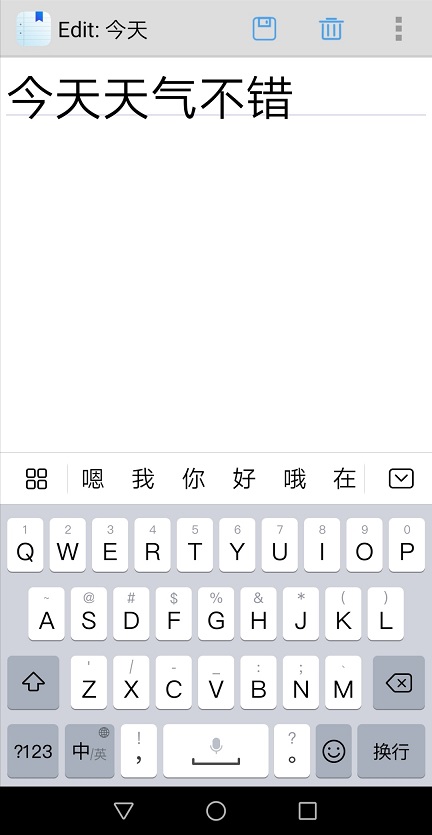 Edit: 今天
今天天气不错
嗯 我 你 好 哦 在
1 2 3 4 5 6 7 8 9 0
Q W E R T Y U I O P
~ @ # $ % & * ( )
A S D F G H J K L
' / - _ : ; 、
Z X C V B N M
! ?
?123 中/英 , 。 换行